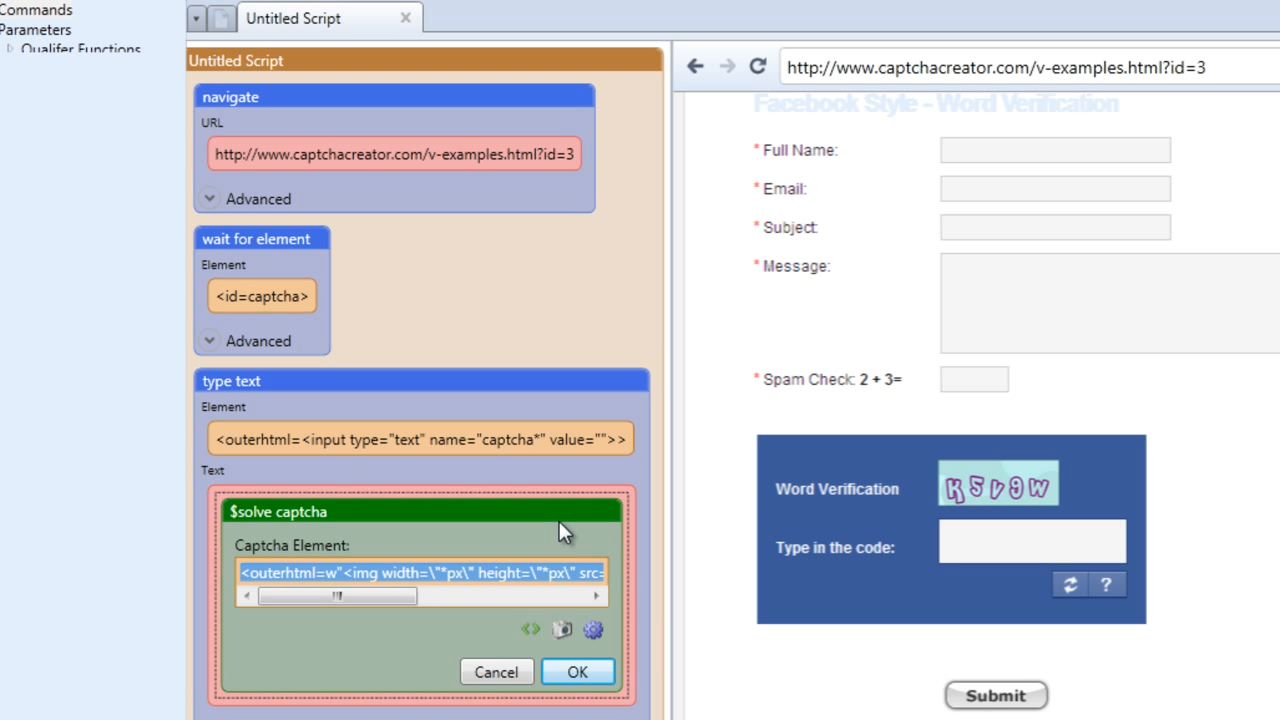 Commands
Parameters
Qualifer Functions
Untitled Script
Untitled Script
navigate
URL
http://www.captchacreator.com/v-examples.html?id=3
Advanced
wait for element
Element
<id=captcha>
Advanced
type text
Element
<outerhtml=<input type="text" name="captcha*" value="">>
Text
$solve captcha
Captcha Element:
<outerhtml=w"<img width=\"*px\" height=\"*px\" src=
Cancel OK
http://www.captchacreator.com/v-examples.html?id=3
Facebook Style - Word Verification
* Full Name:
* Email:
* Subject:
* Message:
* Spam Check: 2 + 3=
Word Verification K5v9W
Type in the code:
?
Submit